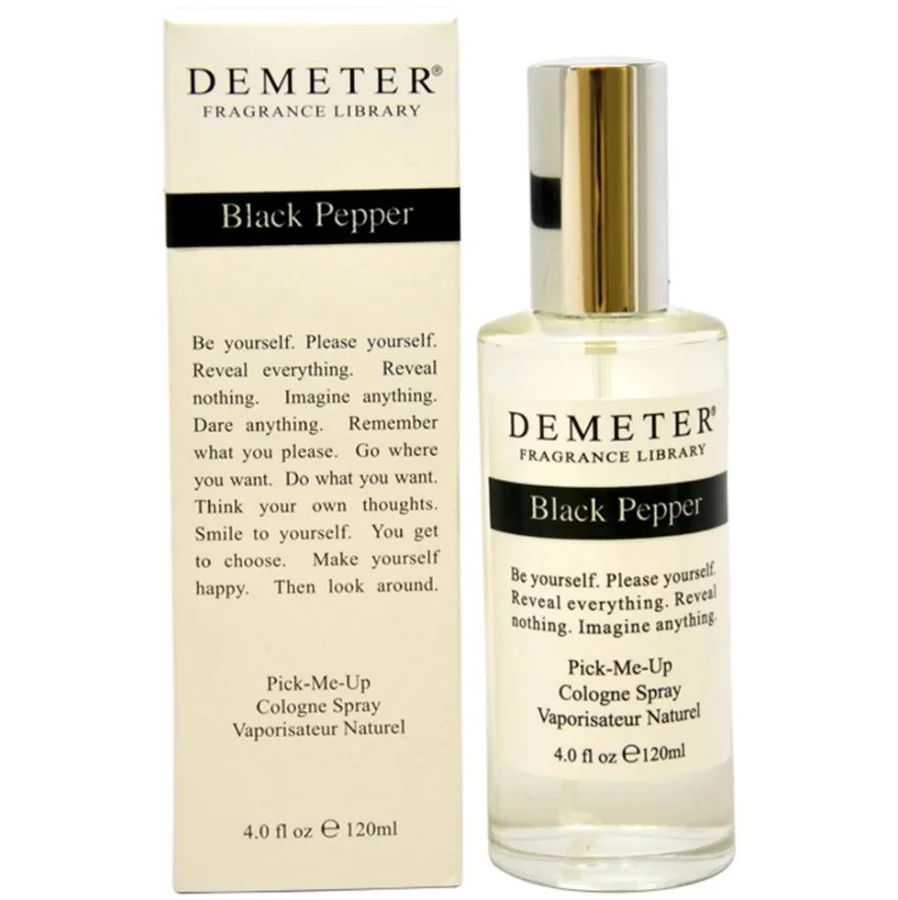 DEMETER®
FRAGRANCE LIBRARY
Black Pepper
Be yourself. Please yourself.
Reveal everything. Reveal
nothing. Imagine anything.
Dare anything. Remember
what you please. Go where
you want. Do what you want.
Think your own thoughts.
Smile to yourself. You get
to choose. Make yourself
happy. Then look around.
Pick-Me-Up
Cologne Spray
Vaporisateur Naturel
4.0 fl oz ℮ 120ml
DEMETER®
FRAGRANCE LIBRARY
Black Pepper
Be yourself. Please yourself.
Reveal everything. Reveal
nothing. Imagine anything.
Pick-Me-Up
Cologne Spray
Vaporisateur Naturel
4.0 fl oz ℮120ml